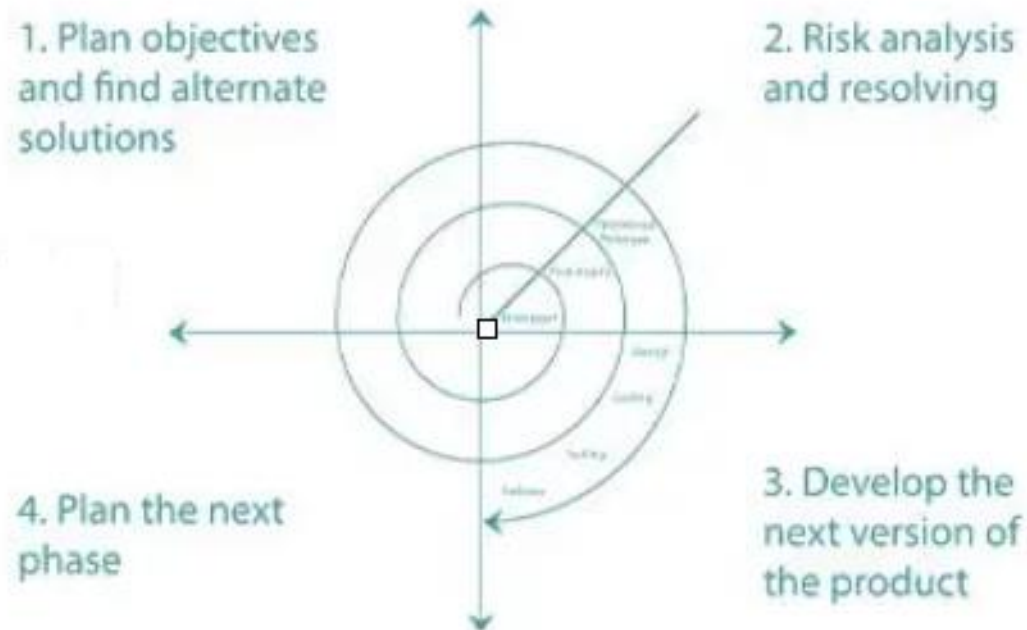 1. Plan objectives
and find alternate
solutions
2. Risk analysis
and resolving
Prototype
Design
Coding
Testing
Release
4. Plan the next
phase
3. Develop the
next version of
the product